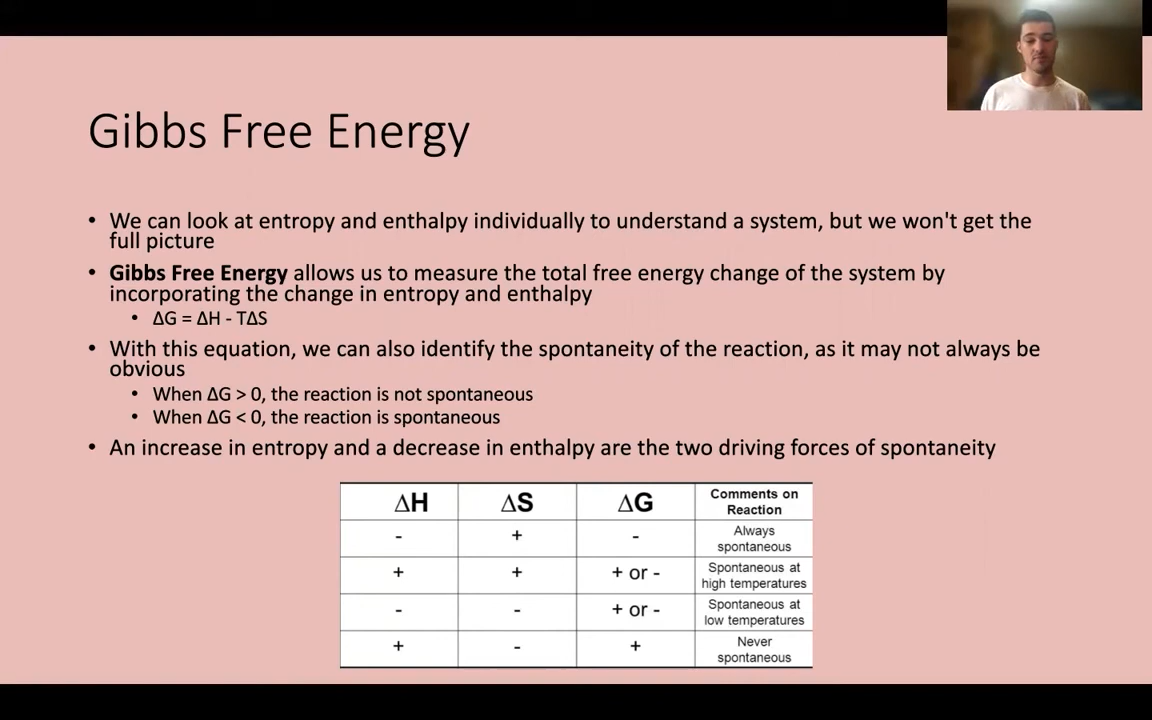 Gibbs Free Energy
• We can look at entropy and enthalpy individually to understand a system, but we won't get the
full picture
• Gibbs Free Energy allows us to measure the total free energy change of the system by
incorporating the change in entropy and enthalpy
• ΔG = ΔH - TΔS
• With this equation, we can also identify the spontaneity of the reaction, as it may not always be
obvious
• When ΔG > 0, the reaction is not spontaneous
• When ΔG < 0, the reaction is spontaneous
• An increase in entropy and a decrease in enthalpy are the two driving forces of spontaneity
ΔH ΔS ΔG Comments on
Reaction
- + - Always
spontaneous
+ + + or - Spontaneous at
high temperatures
- - + or - Spontaneous at
low temperatures
+ - + Never
spontaneous